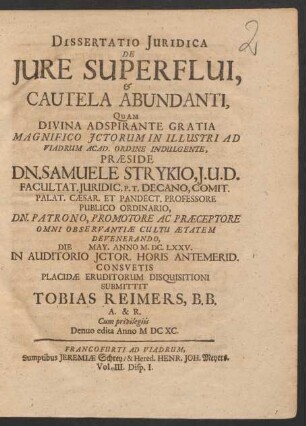 2
DISSERTATIO JURIDICA
DE
JURE SUPERFLUI,
&
CAUTELA ABUNDANTI,
QUAM
DIVINA ADSPIRANTE GRATIA
MAGNIFICO JCTORUM IN ILLUSTRI AD
VIADRUM ACAD. ORDINE INDULGENTE,
PRÆSIDE
DN. SAMUELE STRYKIO, J.U.D.
FACULTAT. JURIDIC. P.T. DECANO, COMIT.
PALAT. CÆSAR. ET PANDECT. PROFESSORE
PUBLICO ORDINARIO,
DN. PATRONO, PROMOTORE AC PRÆCEPTORE
OMNI OBSERVANTIÆ CULTU ÆTATEM
DEVENERANDO,
DIE MAY. ANNO M. DC. LXXV.
IN AUDITORIO JCTOR. HORIS ANTEMERID.
CONSVETIS
PLACIDÆ ERUDITORUM DISQUISITIONI
SUBMITTIT
TOBIAS REIMERS, B.B.
A. & R.
Cum privilegiis
Denuo edita Anno M DC XC.
FRANCOFURTI AD VIADRUM,
Sumptibus JEREMIÆ Schrey/ & Hered. HENR. JOH. Meyers.
Vol. III. Disp. I.